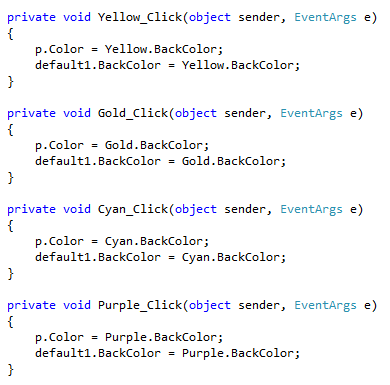 private void Yellow_Click(object sender, EventArgs e)
{
    p.Color = Yellow.BackColor;
    default1.BackColor = Yellow.BackColor;
}

private void Gold_Click(object sender, EventArgs e)
{
    p.Color = Gold.BackColor;
    default1.BackColor = Gold.BackColor;
}

private void Cyan_Click(object sender, EventArgs e)
{
    p.Color = Cyan.BackColor;
    default1.BackColor = Cyan.BackColor;
}

private void Purple_Click(object sender, EventArgs e)
{
    p.Color = Purple.BackColor;
    default1.BackColor = Purple.BackColor;
}